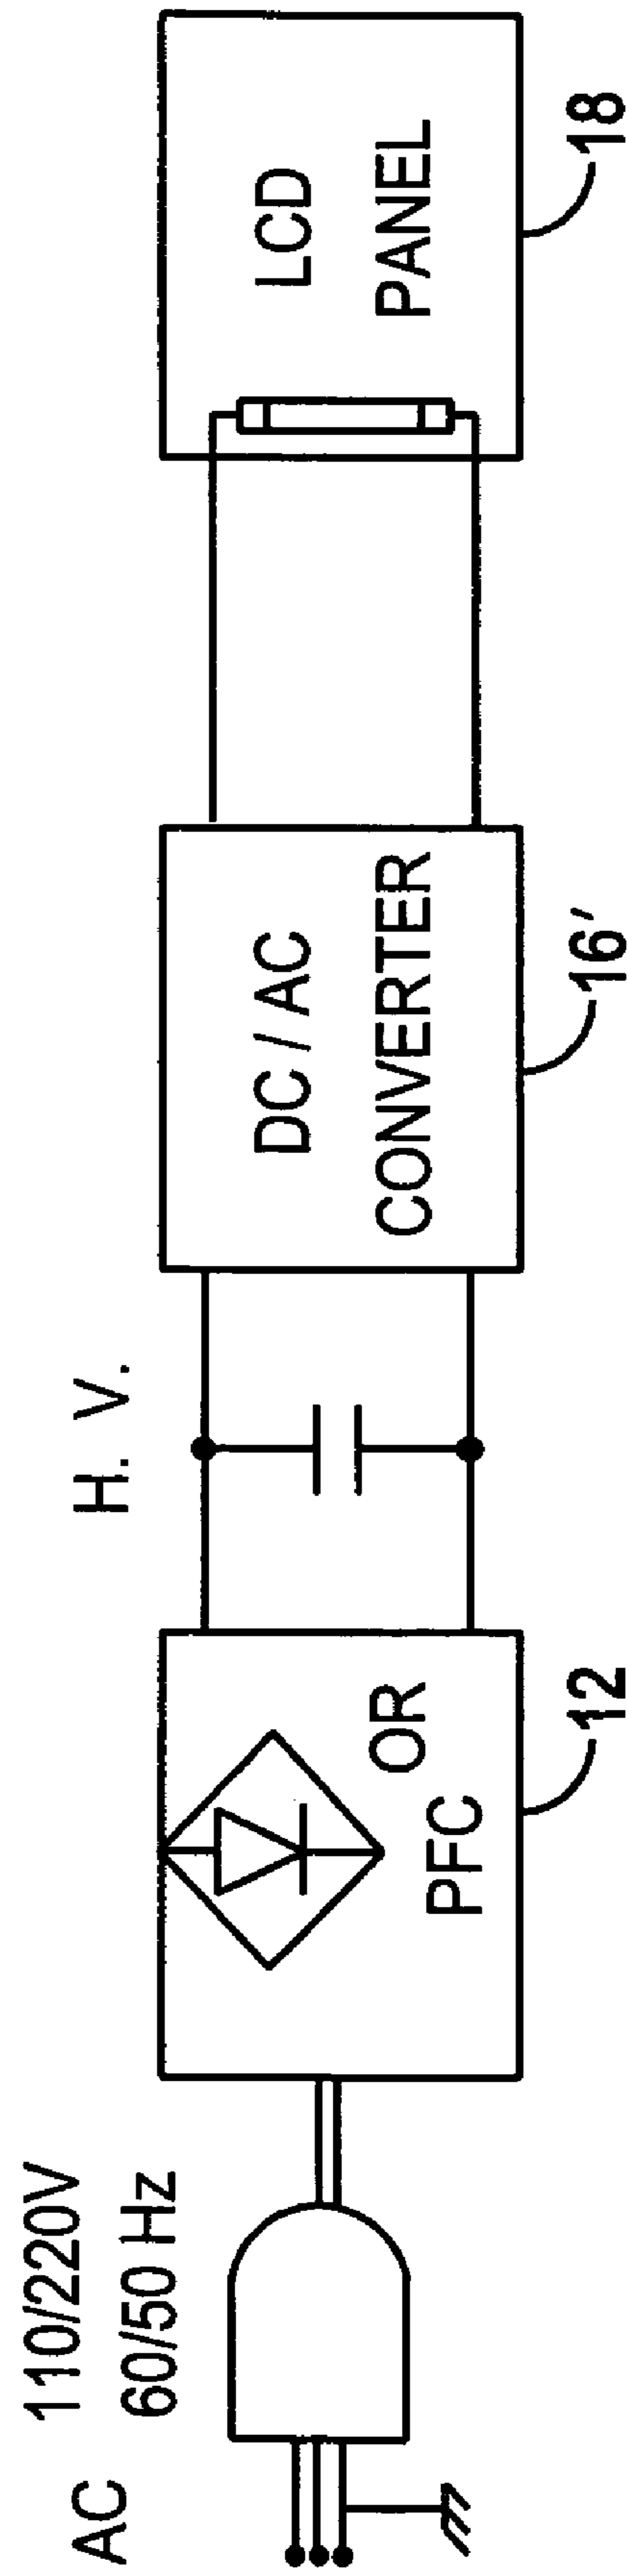 AC 110/220V
60/50 Hz
OR
PFC
12
H. V.
DC / AC
CONVERTER
16′
LCD
PANEL
18